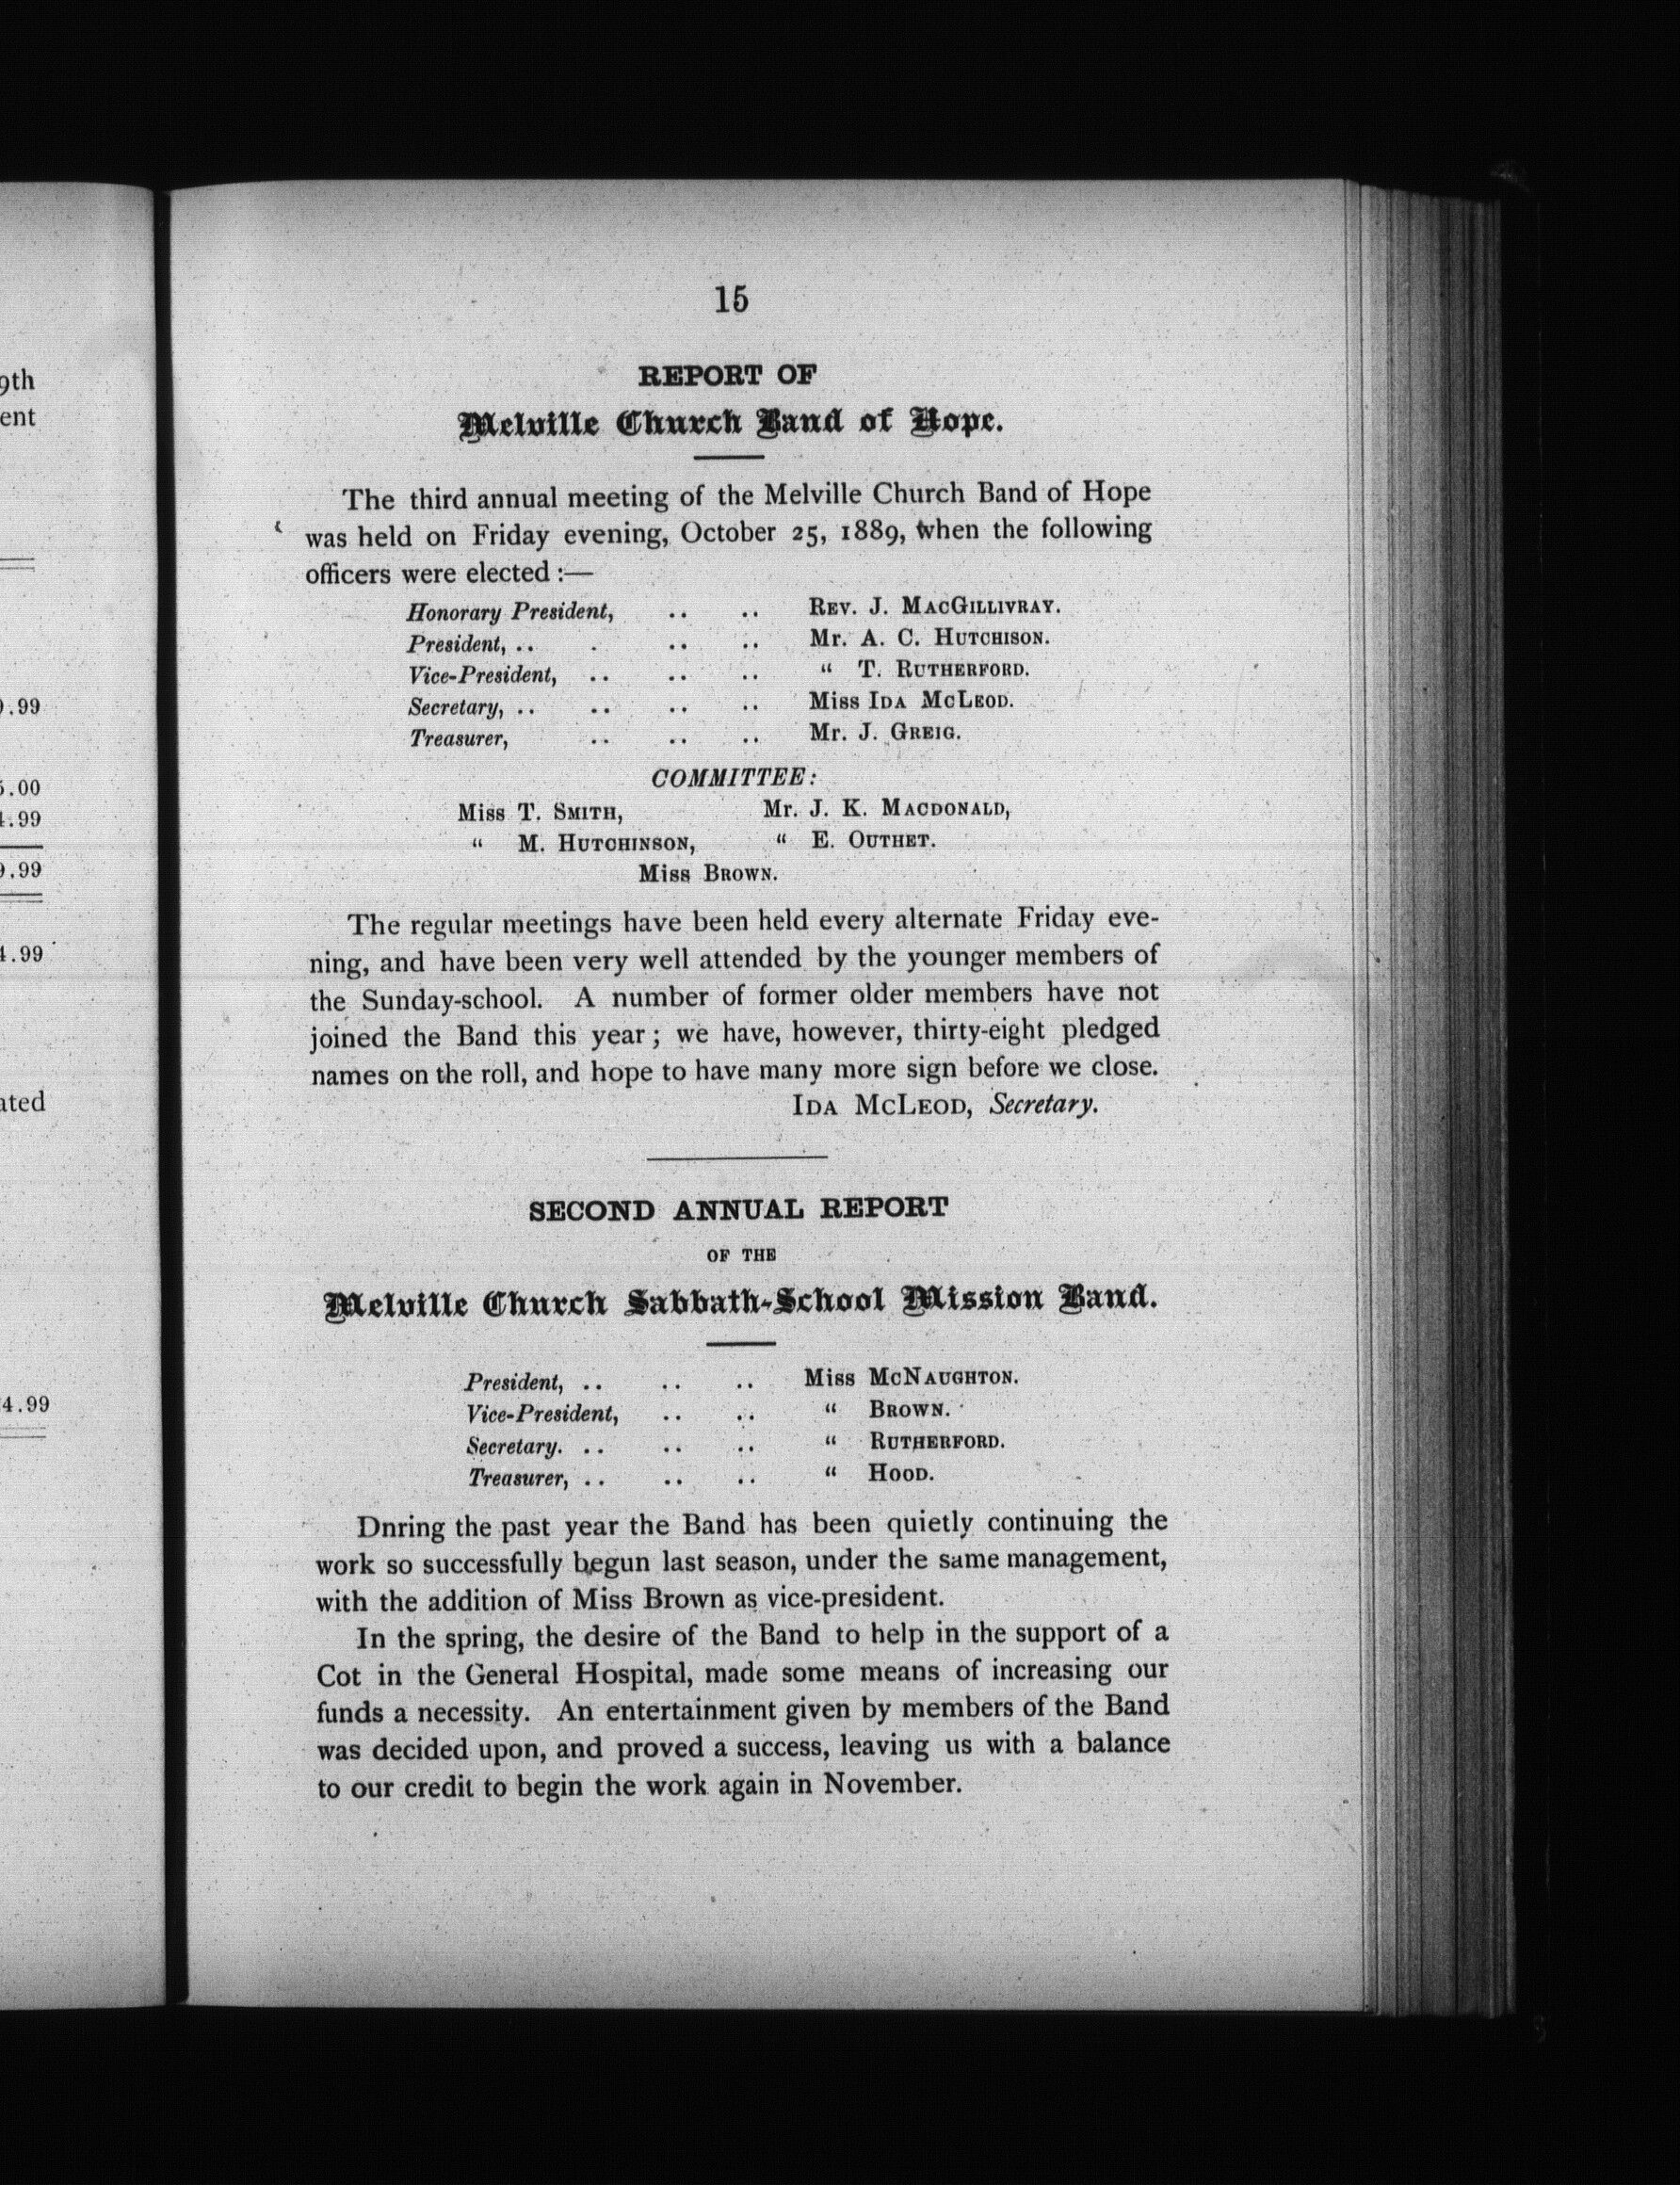 9th
ent
.99
.00
.99
.99
.99
ated
4.99
15
REPORT OF
Melville Church Band of Hope.
The third annual meeting of the Melville Church Band of Hope
was held on Friday evening, October 25, 1889, when the following
officers were elected :—
Honorary President, .. .. REV. J. MACGILLIVRAY.
President, .. . .. .. Mr. A. C. HUTCHISON.
Vice-President, .. .. .. “ T. RUTHERFORD.
Secretary, .. .. .. .. Miss IDA MCLEOD.
Treasurer, .. .. .. Mr. J. GREIG.
COMMITTEE:
Miss T. SMITH, Mr. J. K. MACDONALD,
“ M. HUTCHINSON, “ E. OUTHET.
Miss BROWN.
The regular meetings have been held every alternate Friday eve-
ning, and have been very well attended by the younger members of
the Sunday-school. A number of former older members have not
joined the Band this year ; we have, however, thirty-eight pledged
names on the roll, and hope to have many more sign before we close.
IDA MCLEOD, Secretary.
SECOND ANNUAL REPORT
OF THE
Melville Church Sabbath-School Mission Band.
President, .. .. .. Miss MCNAUGHTON.
Vice-President, .. .. “ BROWN.
Secretary. .. .. .. “ RUTHERFORD.
Treasurer, .. .. .. “ HOOD.
Dnring the past year the Band has been quietly continuing the
work so successfully begun last season, under the same management,
with the addition of Miss Brown as vice-president.
In the spring, the desire of the Band to help in the support of a
Cot in the General Hospital, made some means of increasing our
funds a necessity. An entertainment given by members of the Band
was decided upon, and proved a success, leaving us with a balance
to our credit to begin the work again in November.